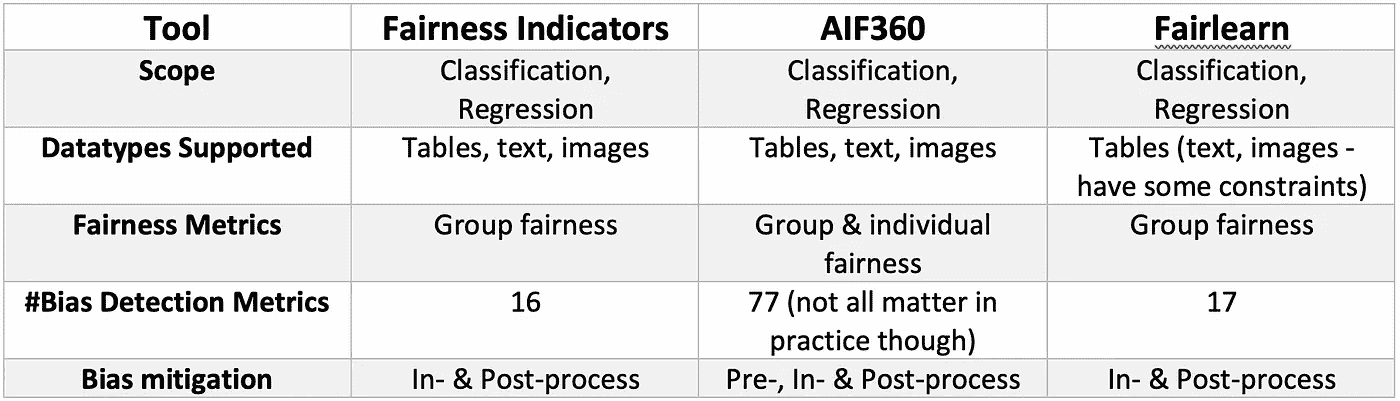 Tool Fairness Indicators AIF360 Fairlearn
Scope Classification, Classification, Classification,
Regression Regression Regression
Datatypes Supported Tables, text, images Tables, text, images Tables (text, images -
have some constraints)
Fairness Metrics Group fairness Group & individual Group fairness
fairness
#Bias Detection Metrics 16 77 (not all matter in 17
practice though)
Bias mitigation In- & Post-process Pre-, In- & Post-process In- & Post-process